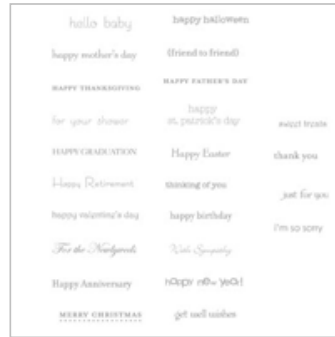 hello baby
happy halloween
happy mother's day
(friend to friend)
HAPPY THANKSGIVING
HAPPY FATHER'S DAY
for your shower
happy
st. patrick's day
sweet treats
HAPPY GRADUATION
Happy Easter
thank you
Happy Retirement
thinking of you
just for you
happy valentine's day
happy birthday
i'm so sorry
For the Newlyweds
With Sympathy
Happy Anniversary
happy new year!
MERRY CHRISTMAS
get well wishes